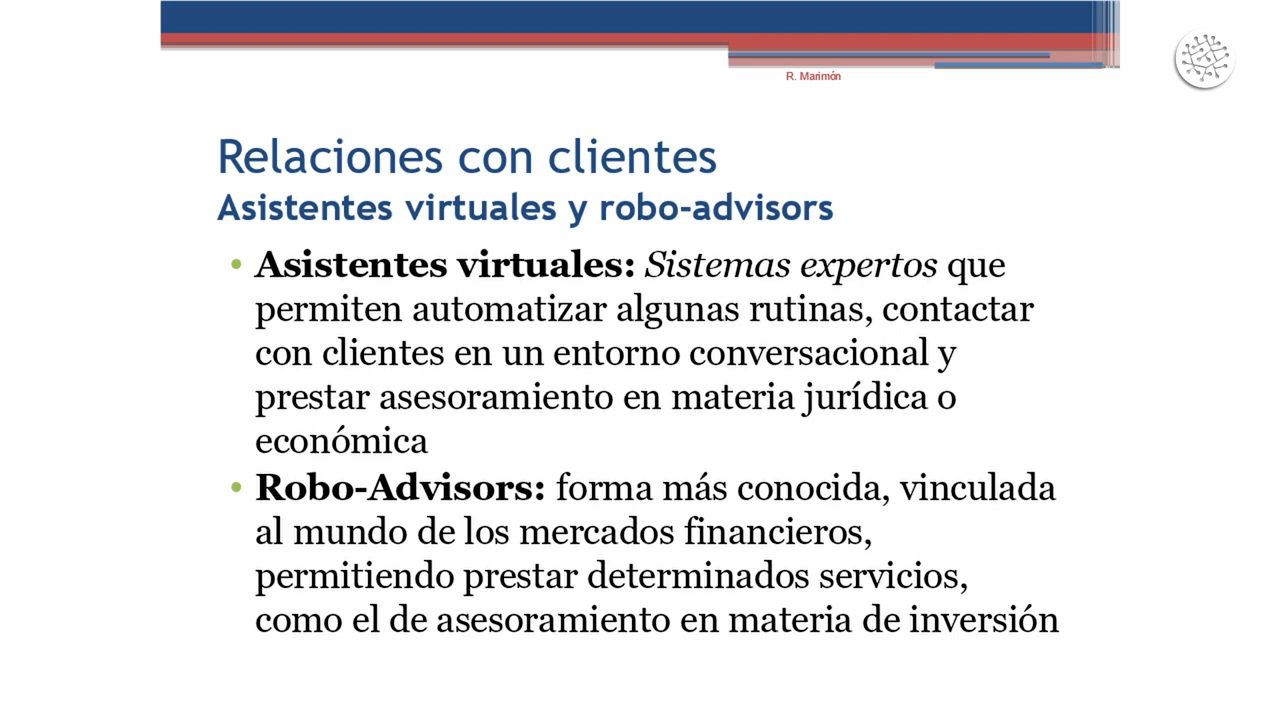 R. Marimón
Relaciones con clientes
Asistentes virtuales y robo-advisors
• Asistentes virtuales: Sistemas expertos que
permiten automatizar algunas rutinas, contactar
con clientes en un entorno conversacional y
prestar asesoramiento en materia jurídica o
económica
• Robo-Advisors: forma más conocida, vinculada
al mundo de los mercados financieros,
permitiendo prestar determinados servicios,
como el de asesoramiento en materia de inversión